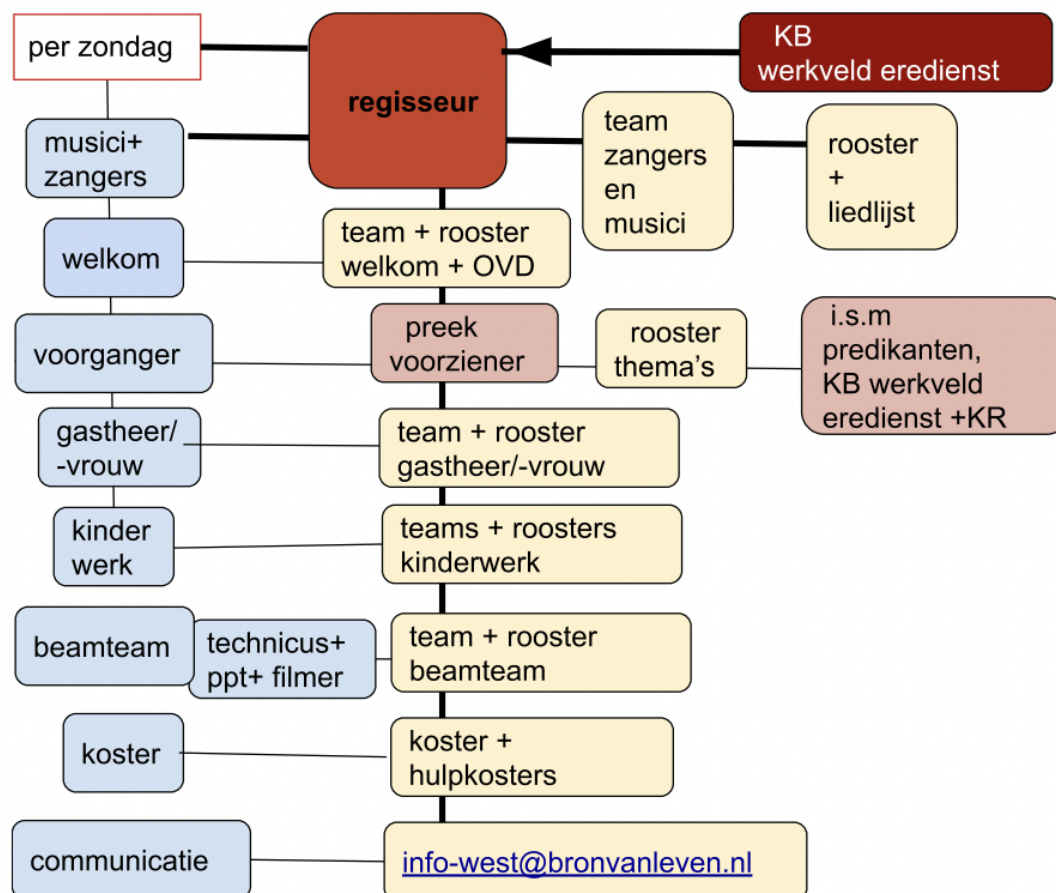 per zondag
regisseur
KB
werkveld eredienst
musici+
zangers
team
zangers
en
musici
rooster
+
liedlijst
welkom
team + rooster
welkom + OVD
voorganger
preek
voorziener
rooster
thema's
i.s.m
predikanten,
KB werkveld
eredienst +KR
gastheer/
-vrouw
team + rooster
gastheer/-vrouw
kinder
werk
teams + roosters
kinderwerk
beamteam
technicus+
ppt+ filmer
team + rooster
beamteam
koster
koster +
hulpkosters
communicatie
info-west@bronvanleven.nl